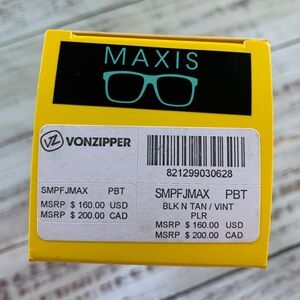 MAXIS
VZ VONZIPPER
821299030628
SMPFJMAX PBT
MSRP $ 160.00 USD
MSRP $ 200.00 CAD
SMPFJMAX PBT
BLK N TAN / VINT
PLR
MSRP $ 160.00 USD
MSRP $ 200.00 CAD